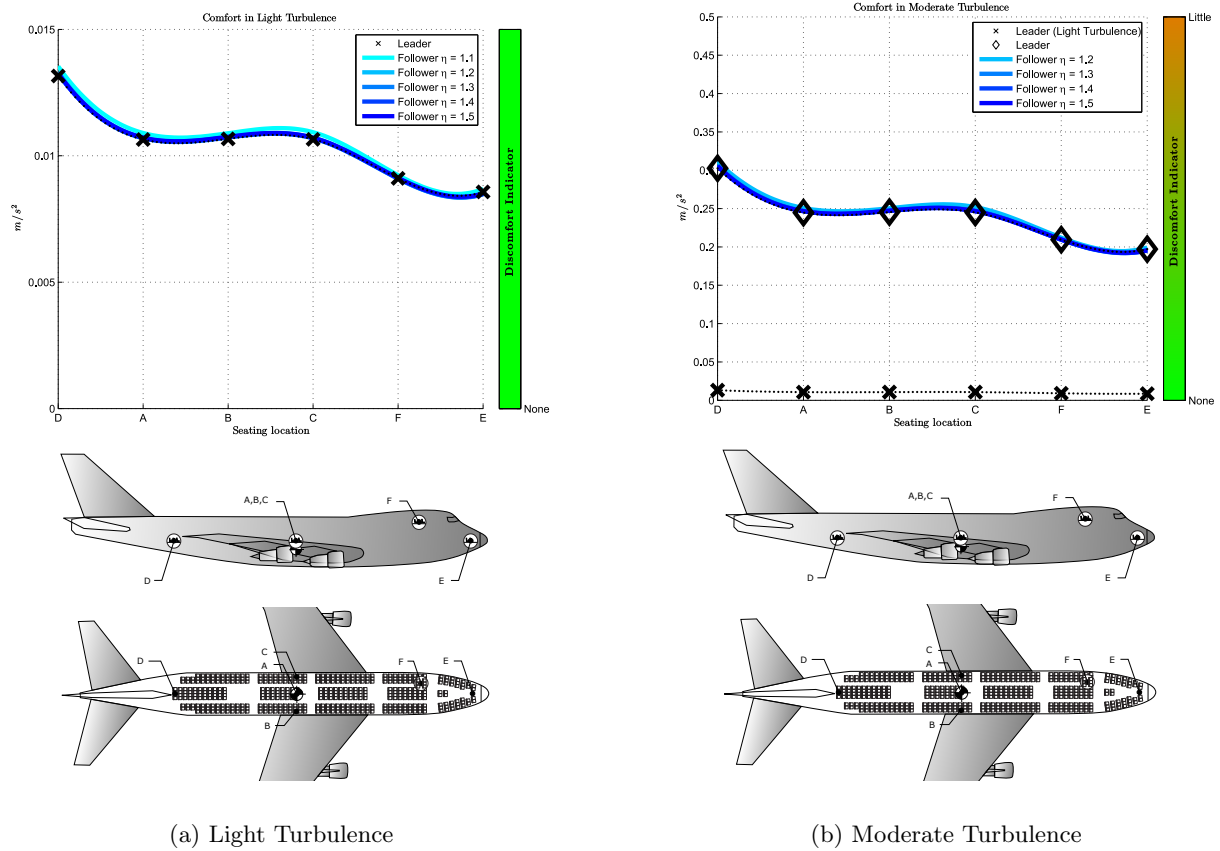 Comfort in Light Turbulence
0.015
0.01
0.005
0
m/s²
Leader
Follower η = 1.1
Follower η = 1.2
Follower η = 1.3
Follower η = 1.4
Follower η = 1.5
Discomfort Indicator
None
D A B C F E
Seating location
A,B,C
F
D
E
D
C
A
F
E
B
(a) Light Turbulence
Comfort in Moderate Turbulence
0.5
0.45
0.4
0.35
0.3
0.25
0.2
0.15
0.1
0.05
0
m/s²
Leader (Light Turbulence)
Leader
Follower η = 1.2
Follower η = 1.3
Follower η = 1.4
Follower η = 1.5
Little
Discomfort Indicator
None
D A B C F E
Seating location
A,B,C
F
D
E
D
C
A
F
E
B
(b) Moderate Turbulence